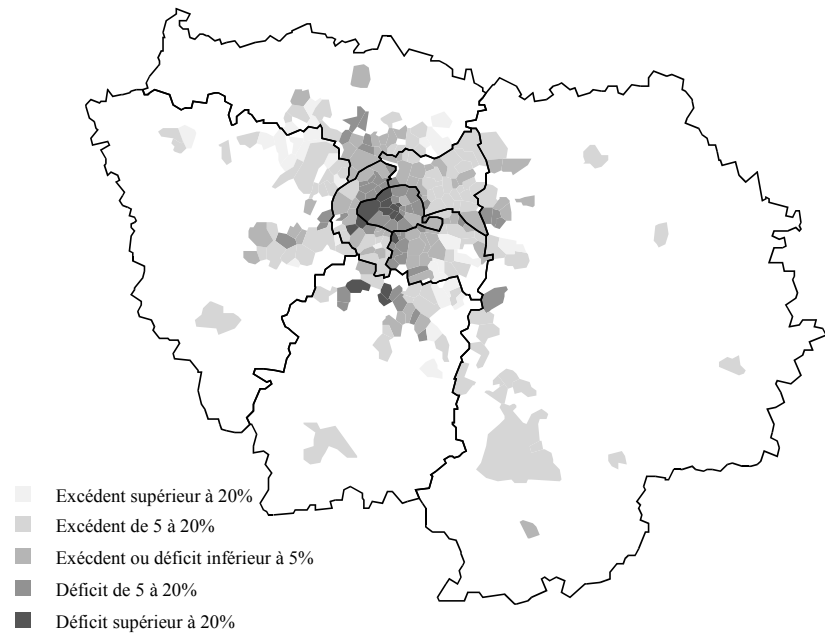 Excédent supérieur à 20%
Excédent de 5 à 20%
Exécdent ou déficit inférieur à 5%
Déficit de 5 à 20%
Déficit supérieur à 20%